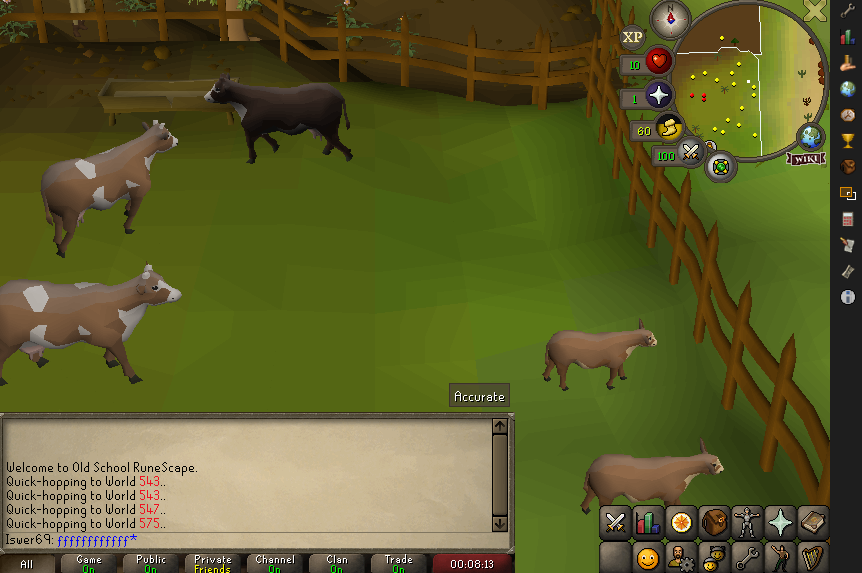 N
XP
10
1
60
100
WIKI
Accurate
Welcome to Old School RuneScape.
Quick-hopping to World 543..
Quick-hopping to World 543..
Quick-hopping to World 547..
Quick-hopping to World 575..
Iswer69: ffffffffffff*
All
Game
On
Public
On
Private
Friends
Channel
On
Clan
On
Trade
On
00:08:13